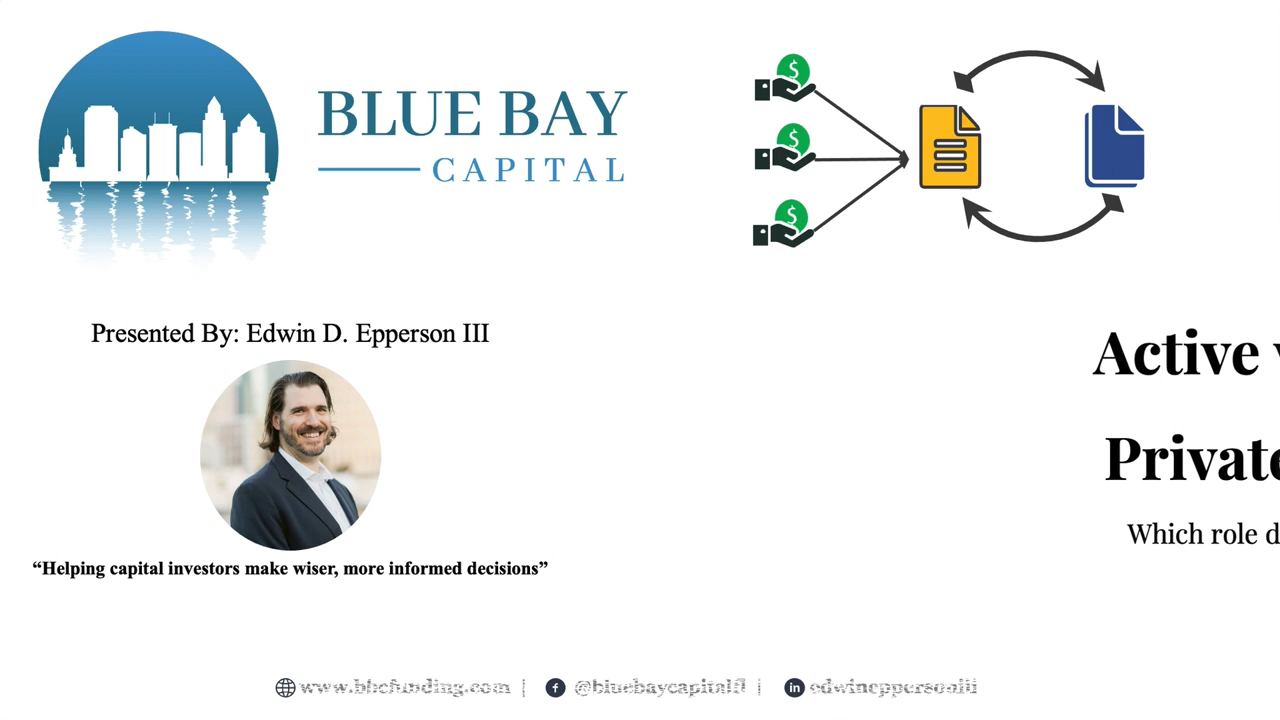 BLUE BAY
CAPITAL
$
$
$
Presented By: Edwin D. Epperson III
“Helping capital investors make wiser, more informed decisions”
Active
Private
Which role d
www.bbcfunding.com | @bluebaycapitalfl | in edwineppersoniii